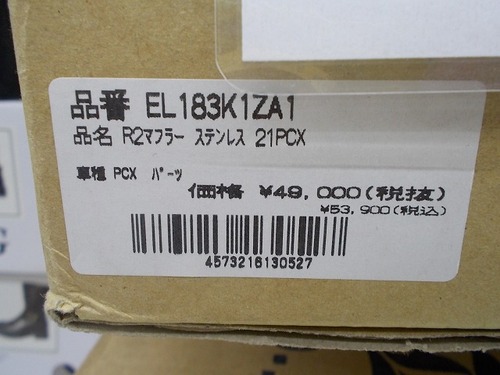 品番 EL183K1ZA1
品名 R2マフラー ステンレス 21PCX
車種 PCX パーツ
価格 ¥49,000(税抜)
¥53,900(税込)
4573216130527